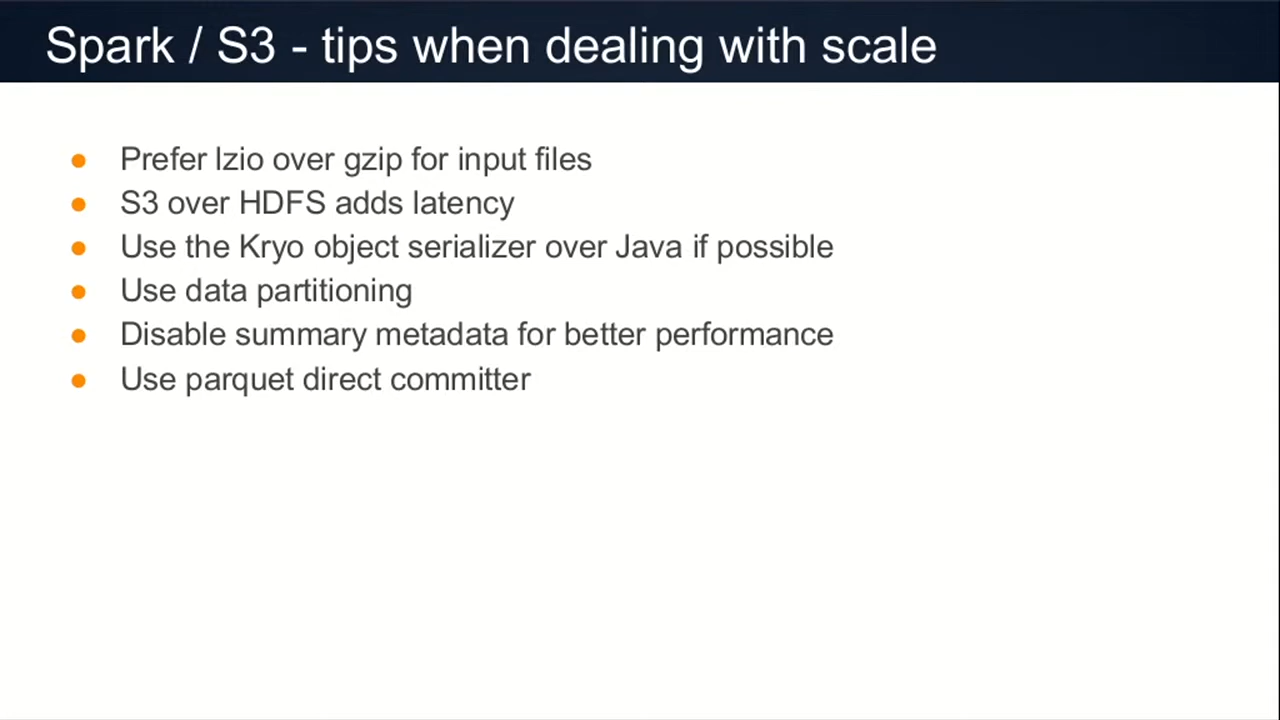 Spark / S3 - tips when dealing with scale
● Prefer lzio over gzip for input files
● S3 over HDFS adds latency
● Use the Kryo object serializer over Java if possible
● Use data partitioning
● Disable summary metadata for better performance
● Use parquet direct committer